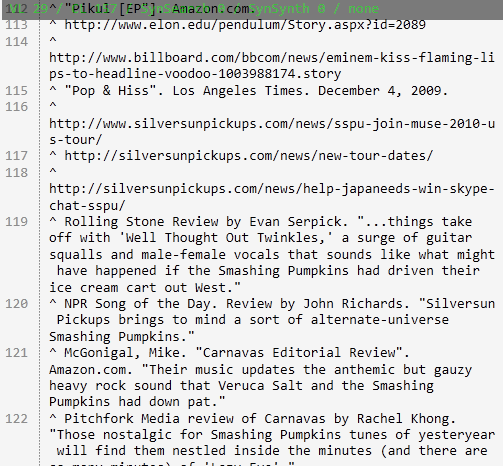 112 ^ "Pikul [EP]". Amazon.com.
113 ^ http://www.elon.edu/pendulum/Story.aspx?id=2089
114 ^
http://www.billboard.com/bbcom/news/eminem-kiss-flaming-li
ps-to-headline-voodoo-1003988174.story
115 ^ "Pop & Hiss". Los Angeles Times. December 4, 2009.
116 ^
http://www.silversunpickups.com/news/sspu-join-muse-2010-u
s-tour/
117 ^ http://silversunpickups.com/news/new-tour-dates/
118 ^
http://silversunpickups.com/news/help-japaneeds-win-skype-
chat-sspu/
119 ^ Rolling Stone Review by Evan Serpick. "...things take
off with 'Well Thought Out Twinkles,' a surge of guitar
squalls and male-female vocals that sounds like what might
have happened if the Smashing Pumpkins had driven their
ice cream cart out West."
120 ^ NPR Song of the Day. Review by John Richards. "Silversun
Pickups brings to mind a sort of alternate-universe
Smashing Pumpkins."
121 ^ McGonigal, Mike. "Carnavas Editorial Review".
Amazon.com. "Their music updates the anthemic but gauzy
heavy rock sound that Veruca Salt and the Smashing
Pumpkins had down pat."
122 ^ Pitchfork Media review of Carnavas by Rachel Khong.
"Those nostalgic for Smashing Pumpkins tunes of yesteryear
will find them nestled inside the minutes (and there are
so many minutes) of 'Lazy Eye'."